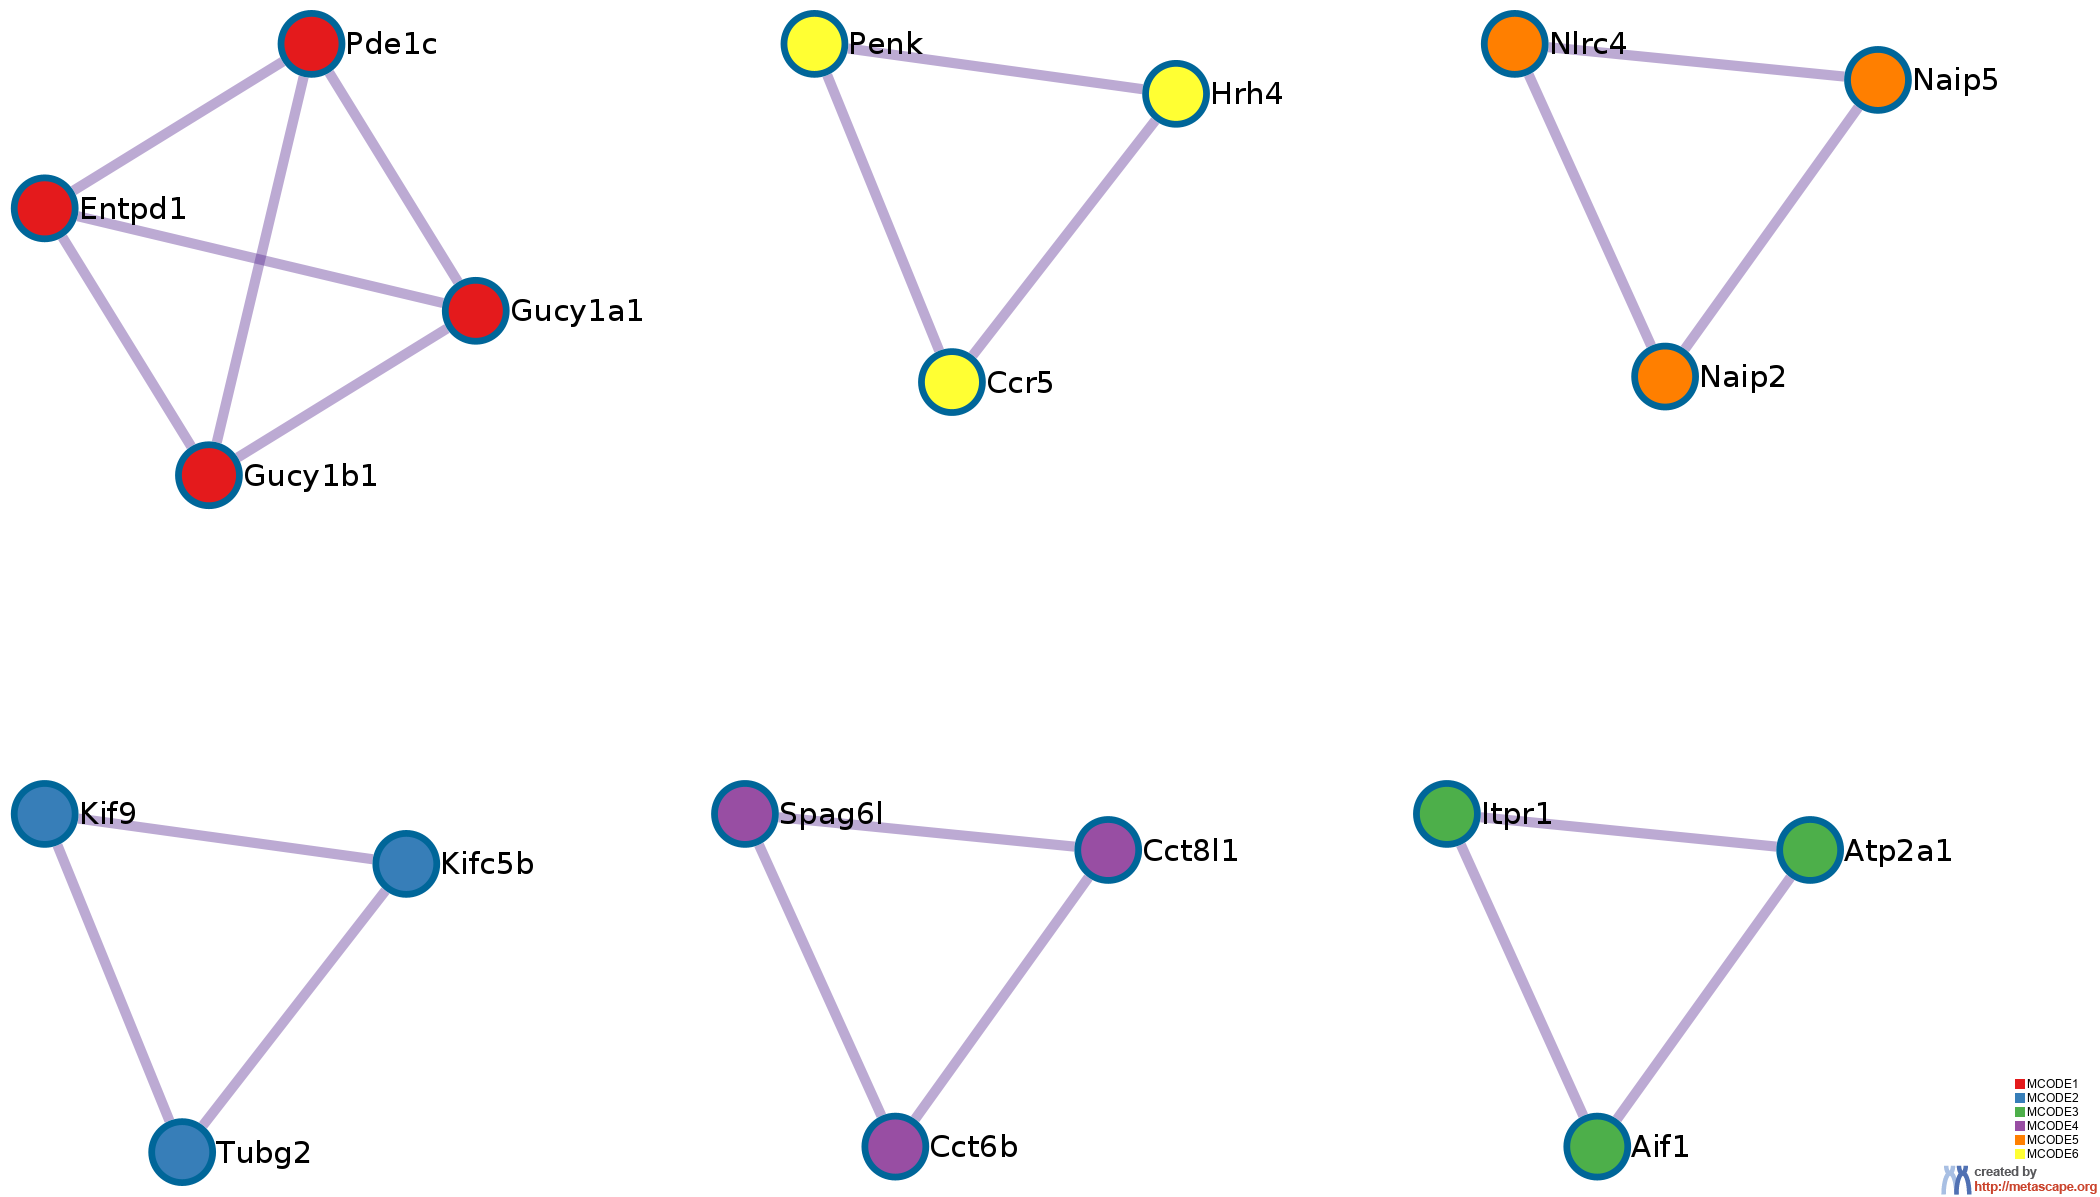 Pde1c
Penk
Nlrc4
Naip5
Hrh4
Entpd1
Gucy1a1
Naip2
Ccr5
Gucy1b1
Kif9
Spag6l
Itpr1
Cct8l1
Atp2a1
Kifc5b
Cct6b
Aif1
Tubg2
MCODE1
MCODE2
MCODE3
MCODE4
MCODE5
MCODE6
created by
http://metascape.org